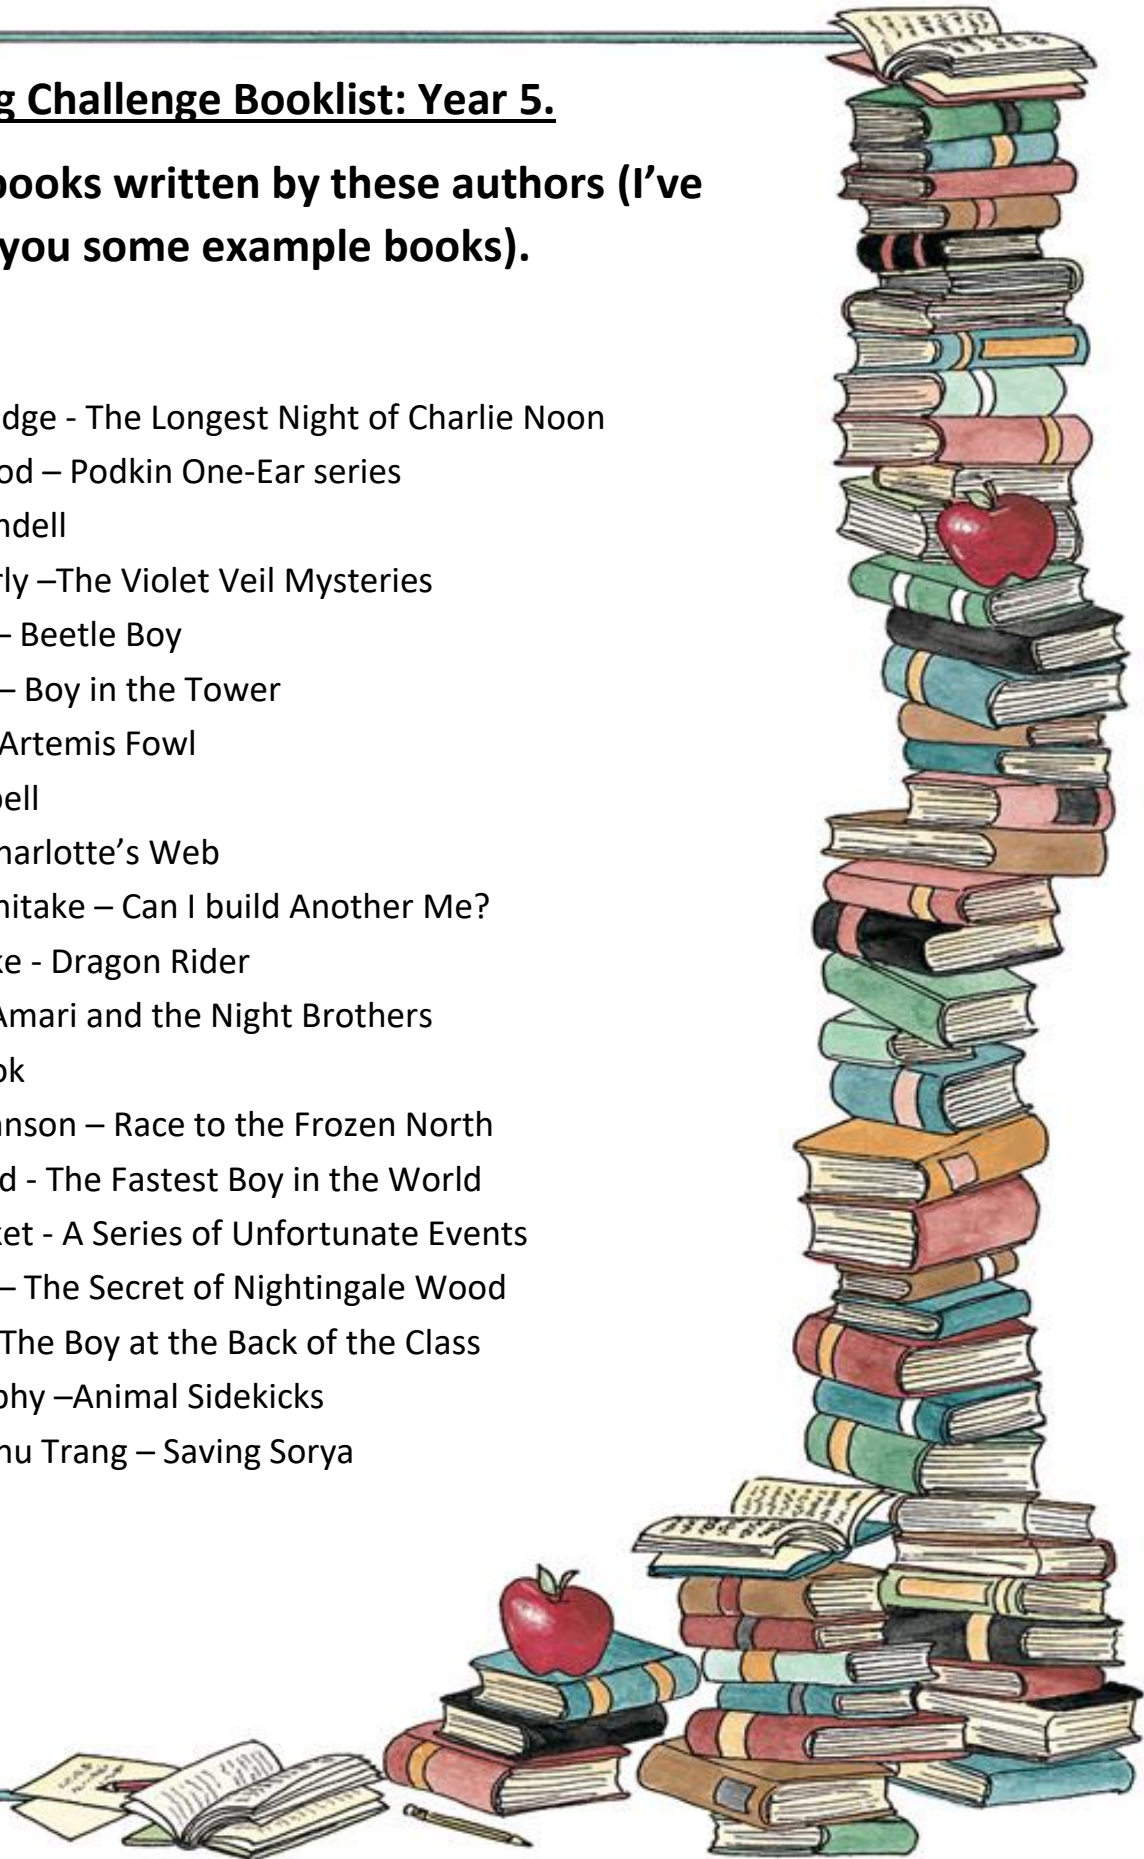 g Challenge Booklist: Year 5.
books written by these authors (I’ve
you some example books).
dge - The Longest Night of Charlie Noon
od – Podkin One-Ear series
ndell
rly –The Violet Veil Mysteries
– Beetle Boy
– Boy in the Tower
Artemis Fowl
bell
harlotte’s Web
hitake – Can I build Another Me?
ke - Dragon Rider
Amari and the Night Brothers
ok
nson – Race to the Frozen North
d - The Fastest Boy in the World
ket - A Series of Unfortunate Events
– The Secret of Nightingale Wood
The Boy at the Back of the Class
phy –Animal Sidekicks
hu Trang – Saving Sorya